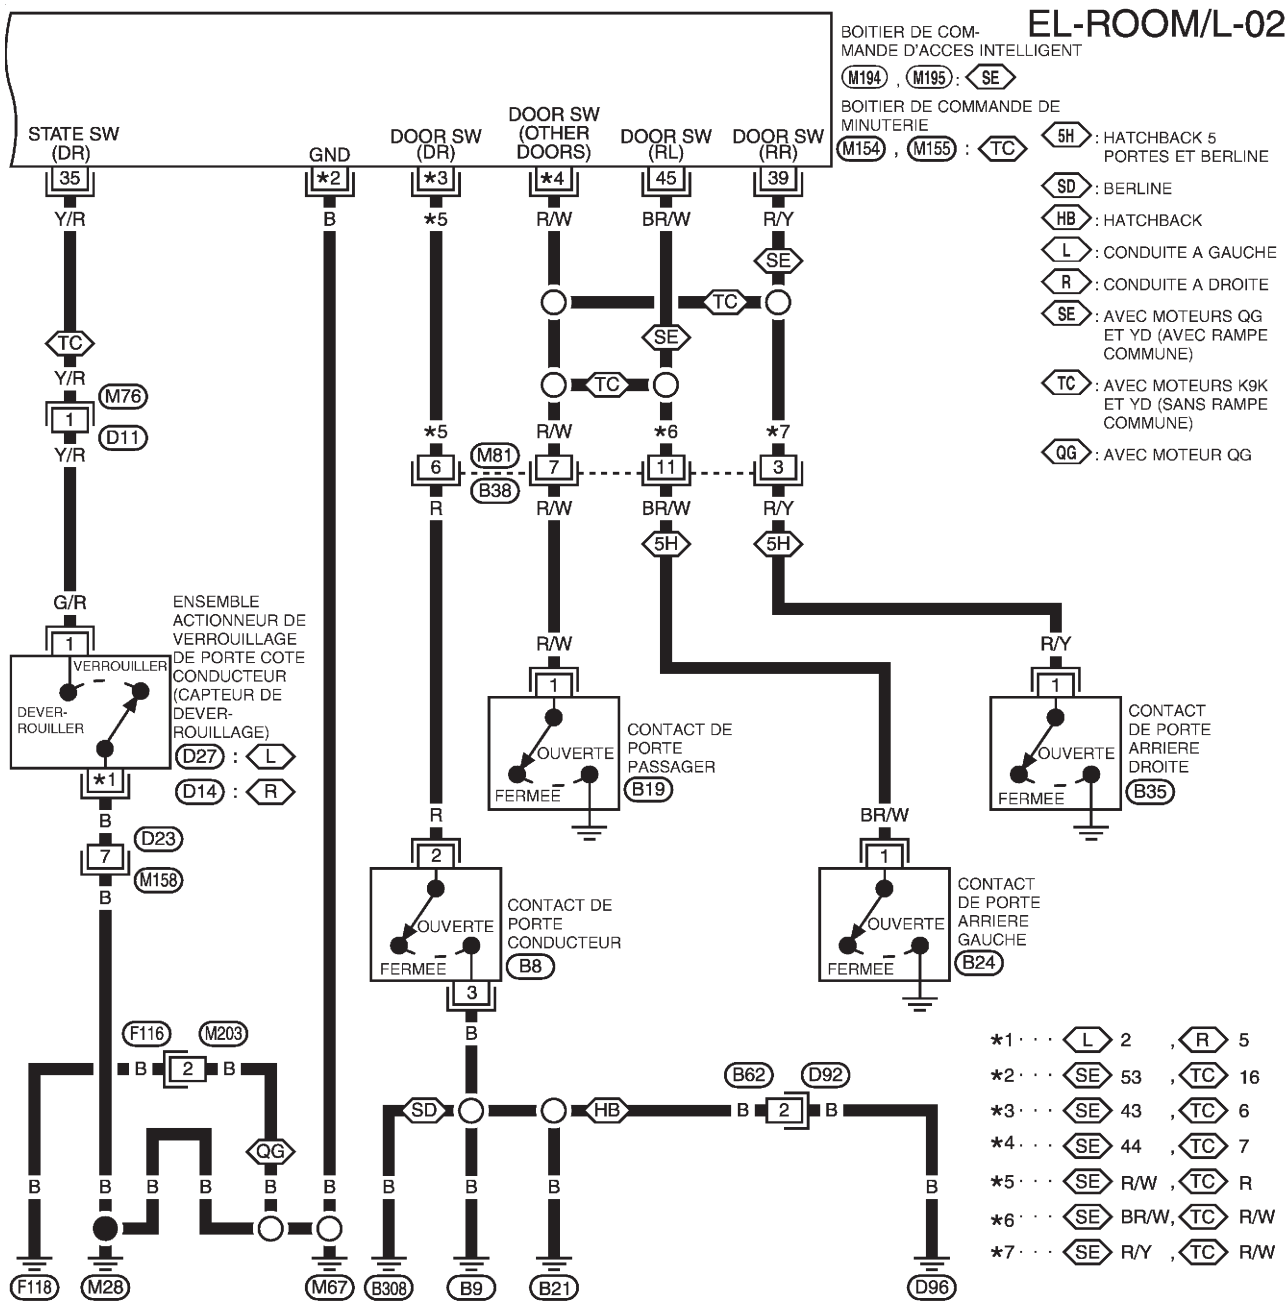 EL-ROOM/L-02
BOITIER DE COM-
MANDE D'ACCES INTELLIGENT
M194 , M195 : SE
BOITIER DE COMMANDE DE
MINUTERIE
M154 , M155 : TC
5H : HATCHBACK 5
PORTES ET BERLINE
SD : BERLINE
HB : HATCHBACK
L : CONDUITE A GAUCHE
R : CONDUITE A DROITE
SE : AVEC MOTEURS QG
ET YD (AVEC RAMPE
COMMUNE)
TC : AVEC MOTEURS K9K
ET YD (SANS RAMPE
COMMUNE)
QG : AVEC MOTEUR QG
STATE SW
(DR)
GND
DOOR SW
(DR)
DOOR SW
(OTHER
DOORS)
DOOR SW
(RL)
DOOR SW
(RR)
35 *2 *3 *4 45 39
Y/R B *5 R/W BR/W R/Y
SE
TC
TC SE
TC
Y/R
M76
1
D11
Y/R
*5 R/W *6 *7
6 M81 7 11 3
B38
R R/W BR/W R/Y
5H 5H
G/R
1
VERROUILLER
DEVER-
ROUILLER
*1
ENSEMBLE
ACTIONNEUR DE
VERROUILLAGE
DE PORTE COTE
CONDUCTEUR
(CAPTEUR DE
DEVER-
ROUILLAGE)
D27 : L
D14 : R
B
D23
7
M158
B
R/W
1
OUVERTE
FERMEE
CONTACT DE
PORTE
PASSAGER
B19
R/Y
1
OUVERTE
FERMEE
CONTACT
DE PORTE
ARRIERE
DROITE
B35
R
2
OUVERTE
FERMEE
3
CONTACT DE
PORTE
CONDUCTEUR
B8
BR/W
1
OUVERTE
FERMEE
CONTACT
DE PORTE
ARRIERE
GAUCHE
B24
B
F116 M203
B 2 B
QG
SD HB
B62 D92
B 2 B
B B B B B B B B B B
F118 M28 M67 B308 B9 B21 D96
*1 · · · L 2 , R 5
*2 · · · SE 53 , TC 16
*3 · · · SE 43 , TC 6
*4 · · · SE 44 , TC 7
*5 · · · SE R/W , TC R
*6 · · · SE BR/W, TC R/W
*7 · · · SE R/Y , TC R/W